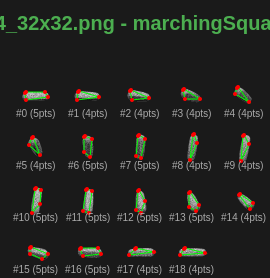 4_32x32.png - marchingSqua
#0 (5pts) #1 (4pts) #2 (4pts) #3 (4pts) #4 (4pts)
#5 (4pts) #6 (5pts) #7 (5pts) #8 (4pts) #9 (4pts)
#10 (5pts) #11 (5pts) #12 (5pts) #13 (5pts) #14 (4pts)
#15 (5pts) #16 (5pts) #17 (4pts) #18 (4pts)